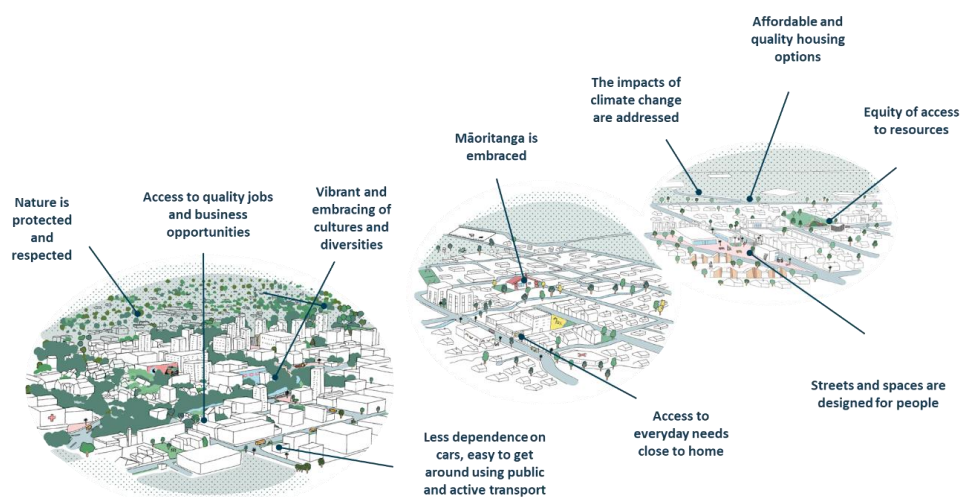 Affordable and
quality housing
options
The impacts of
climate change
are addressed
Equity of access
to resources
Māoritanga is
embraced
Nature is
protected
and
respected
Access to quality jobs
and business
opportunities
Vibrant and
embracing of
cultures and
diversities
Streets and spaces are
designed for people
Access to
everyday needs
close to home
Less dependence on
cars, easy to get
around using public
and active transport